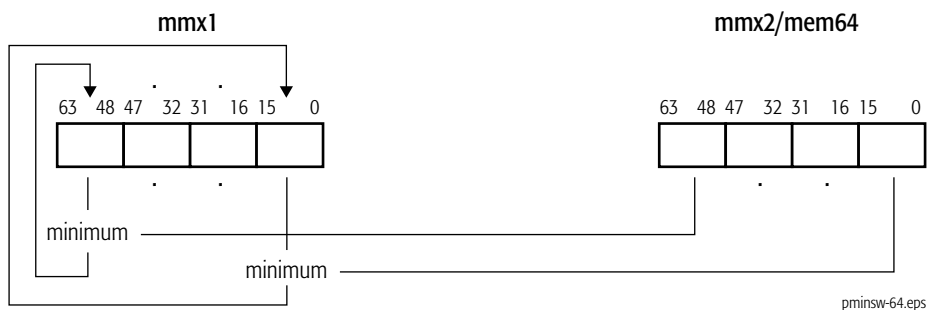 mmx1 mmx2/mem64
. .
63 48 47 32 31 16 15 0 63 48 47 32 31 16 15 0
. . . .
minimum
minimum
pminsw-64.eps